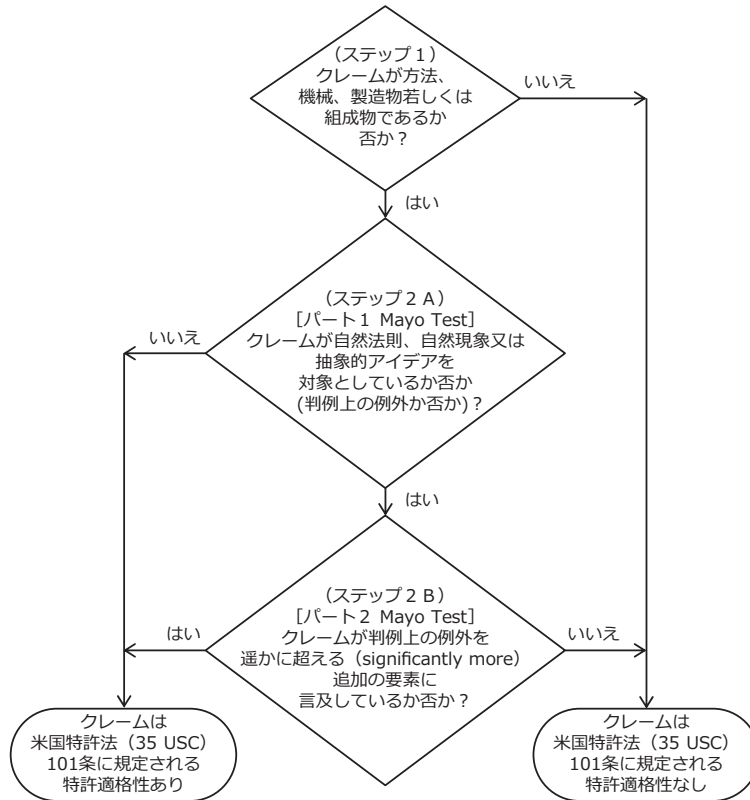 （ステップ１）
クレームが方法、
機械、製造物若しくは
組成物であるか
否か？
いいえ
はい
（ステップ２Ａ）
［パート１ Mayo Test］
クレームが自然法則、自然現象又は
抽象的アイデアを
対象としているか否か
(判例上の例外か否か)？
いいえ
はい
（ステップ２Ｂ）
［パート２ Mayo Test］
クレームが判例上の例外を
遥かに超える（significantly more）
追加の要素に
言及しているか否か？
はい
いいえ
クレームは
米国特許法（35 USC）
101条に規定される
特許適格性あり
クレームは
米国特許法（35 USC）
101条に規定される
特許適格性なし